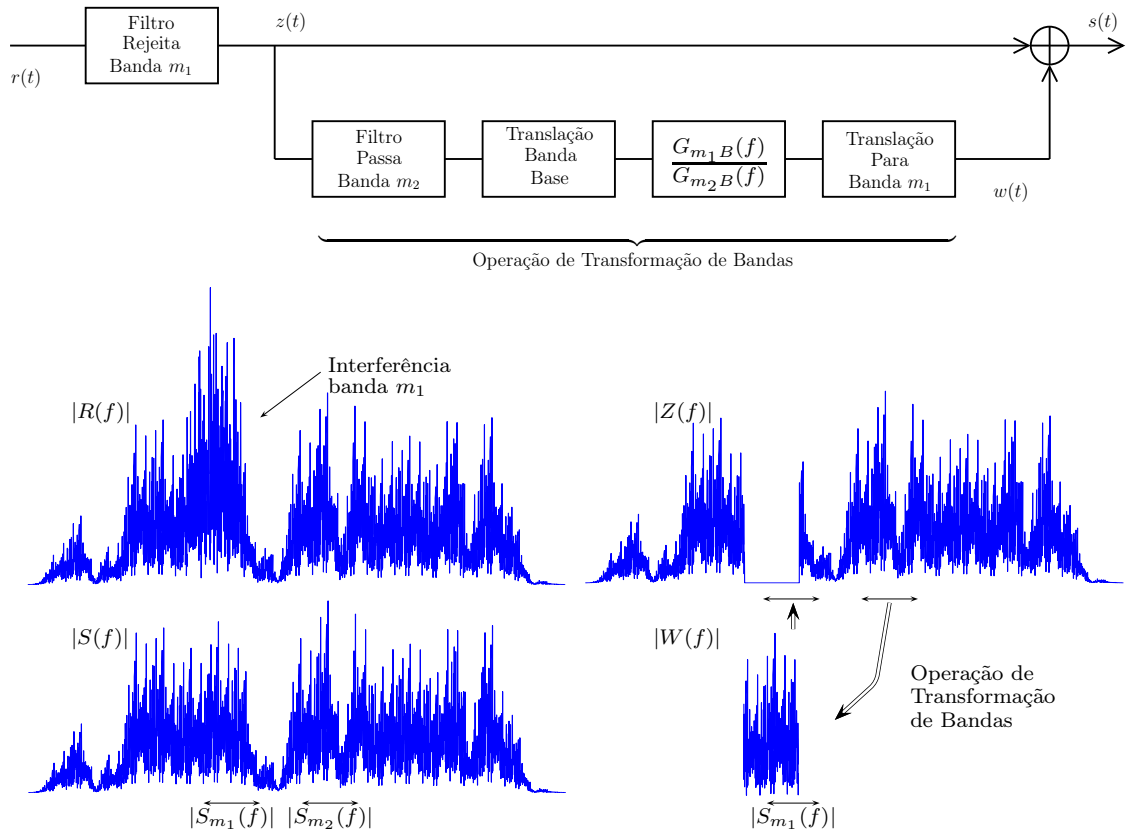 Filtro
Rejeita
Banda m₁
r(t)
z(t)
s(t)
Filtro
Passa
Banda m₂
Translação
Banda
Base
G_{m₁B}(f)
G_{m₂B}(f)
Translação
Para
Banda m₁
w(t)
Operação de Transformação de Bandas
Interferência
banda m₁
|R(f)|
|Z(f)|
|S(f)|
|W(f)|
Operação de
Transformação
de Bandas
|S_{m₁}(f)|
|S_{m₂}(f)|
|S_{m₁}(f)|